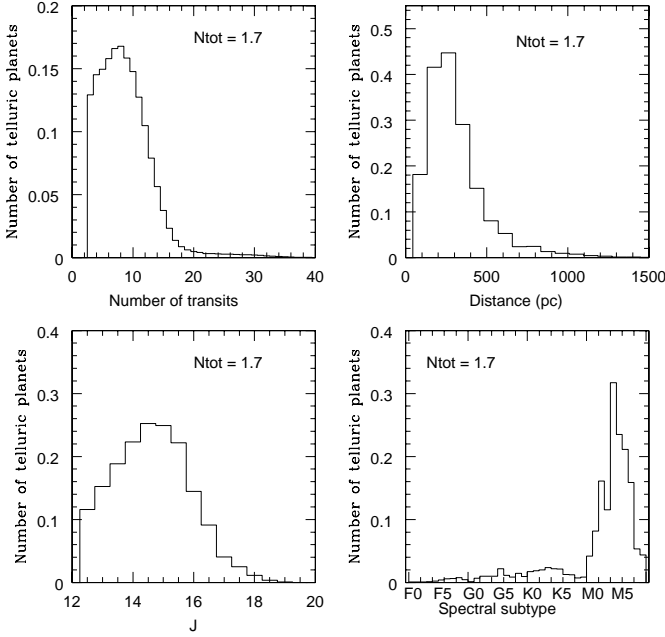 0.2
0.15
0.1
0.05
0
Number of telluric planets
Ntot = 1.7
0 10 20 30 40
Number of transits
0.5
0.4
0.3
0.2
0.1
0
Number of telluric planets
Ntot = 1.7
0 500 1000 1500
Distance (pc)
0.4
0.3
0.2
0.1
0
Number of telluric planets
Ntot = 1.7
12 14 16 18 20
J
0.4
0.3
0.2
0.1
0
Number of telluric planets
Ntot = 1.7
F0 F5 G0 G5 K0 K5 M0 M5
Spectral subtype